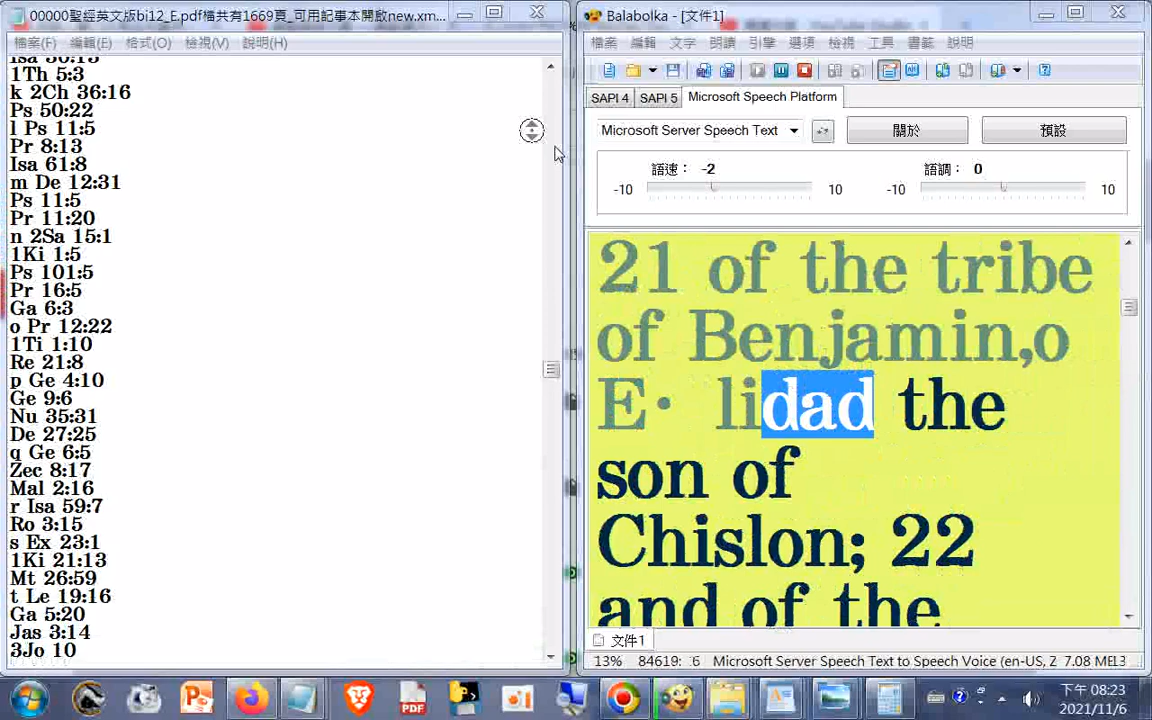 00000聖經英文版bi12_E.pdf檔共有1669頁_可用記事本開啟new.xm...
檔案(F) 編輯(E) 格式(O) 檢視(V) 說明(H)
Isa 30:13
1Th 5:3
k 2Ch 36:16
Ps 50:22
l Ps 11:5
Pr 8:13
Isa 61:8
m De 12:31
Ps 11:5
Pr 11:20
n 2Sa 15:1
1Ki 1:5
Ps 101:5
Pr 16:5
Ga 6:3
o Pr 12:22
1Ti 1:10
Re 21:8
p Ge 4:10
Ge 9:6
Nu 35:31
De 27:25
q Ge 6:5
Zec 8:17
Mal 2:16
r Isa 59:7
Ro 3:15
s Ex 23:1
1Ki 21:13
Mt 26:59
t Le 19:16
Ga 5:20
Jas 3:14
3Jo 10
Balabolka - [文件1]
檔案 編輯 文字 朗讀 引擎 選項 檢視 工具 書籤 說明
SAPI 4 SAPI 5 Microsoft Speech Platform
Microsoft Server Speech Text 關於 預設
語速: -2 語調: 0
-10 10 -10 10
21 of the tribe
of Benjamin,o
E· lidad the
son of
Chislon; 22
and of the
文件1
13% 84619: 6 Microsoft Server Speech Text to Speech Voice (en-US, Z 7.08 ME
下午 08:23
2021/11/6